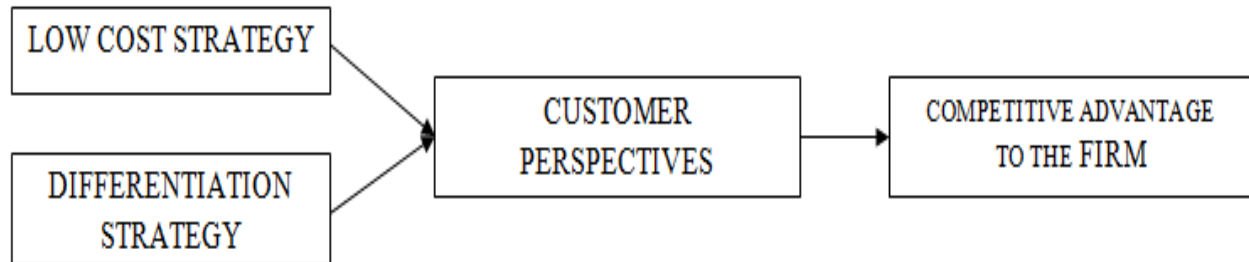 LOW COST STRATEGY
DIFFERENTIATION
STRATEGY
CUSTOMER
PERSPECTIVES
COMPETITIVE ADVANTAGE
TO THE FIRM